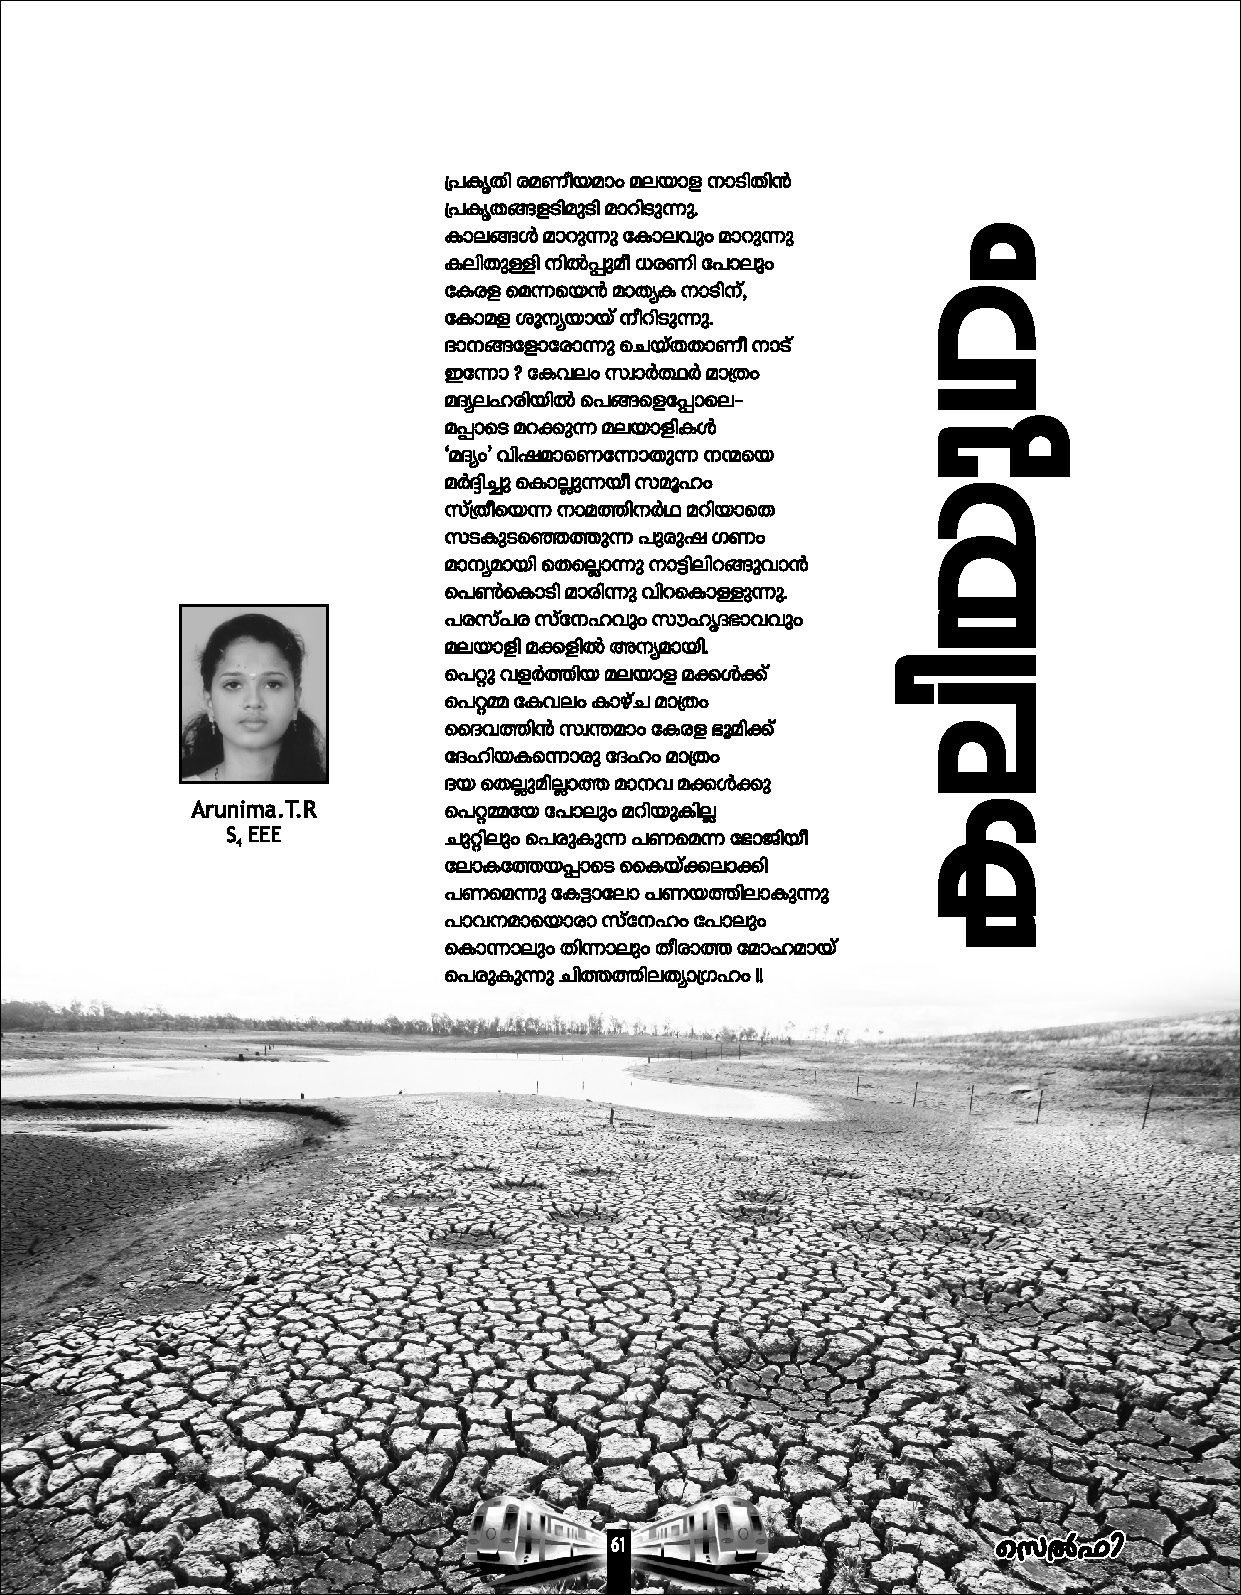 കലിതാതുവും
പ്രകൃതി രമണീയമാം മലയാള നാടിതിൻ
പ്രകൃതങ്ങളടിമുടി മാറിടുന്നു.
കാലങ്ങൾ മാറുന്നു കോലവും മാറുന്നു
കലിതുള്ളി നിൽപ്പുമീ ധരണി പോലും
കേരള മെന്നയെൻ മാതൃക നാടിന്,
കോമള ശൂന്യയായ് നീറിടുന്നു.
ദാനങ്ങളോരോന്നു ചെയ്തതാണീ നാട്
ഇന്നോ ? കേവലം സ്വാർത്ഥർ മാത്രം
മദ്യലഹരിയിൽ പെങ്ങളെപ്പോലെ-
മപ്പാടെ മറക്കുന്ന മലയാളികൾ
‘മദ്യം’ വിഷമാണെന്നോതുന്ന നന്മയെ
മർദ്ദിച്ചു കൊല്ലുന്നയീ സമൂഹം
സ്ത്രീയെന്ന നാമത്തിനർഥ മറിയാതെ
സടകുടഞ്ഞെത്തുന്ന പുരുഷ ഗണം
മാന്യമായി തെല്ലൊന്നു നാട്ടിലിറങ്ങുവാൻ
പെൺകൊടി മാരിന്നു വിറകൊള്ളുന്നു.
പരസ്പര സ്നേഹവും സൗഹൃദഭാവവും
മലയാളി മക്കളിൽ അന്യമായി.
പെറ്റു വളർത്തിയ മലയാള മക്കൾക്ക്
പെറ്റമ്മ കേവലം കാഴ്ച മാത്രം
ദൈവത്തിൻ സ്വന്തമാം കേരള ഭൂമിക്ക്
ദേഹിയകന്നൊരു ദേഹം മാത്രം
ദയ തെല്ലുമില്ലാത്ത മാനവ മക്കൾക്കു
പെറ്റമ്മയേ പോലും മറിയുകില്ല
ചുറ്റിലും പെരുകുന്ന പണമെന്ന ഭോജിയീ
ലോകത്തേയപ്പാടെ കൈയ്ക്കലാക്കി
പണമെന്നു കേട്ടാലോ പണയത്തിലാകുന്നു
പാവനമായൊരാ സ്നേഹം പോലും
കൊന്നാലും തിന്നാലും തീരാത്ത മോഹമായ്
പെരുകുന്നു ചിത്തത്തിലത്യാഗ്രഹം ll.
Arunima.T.R
S4 EEE
61
സെൽഫി